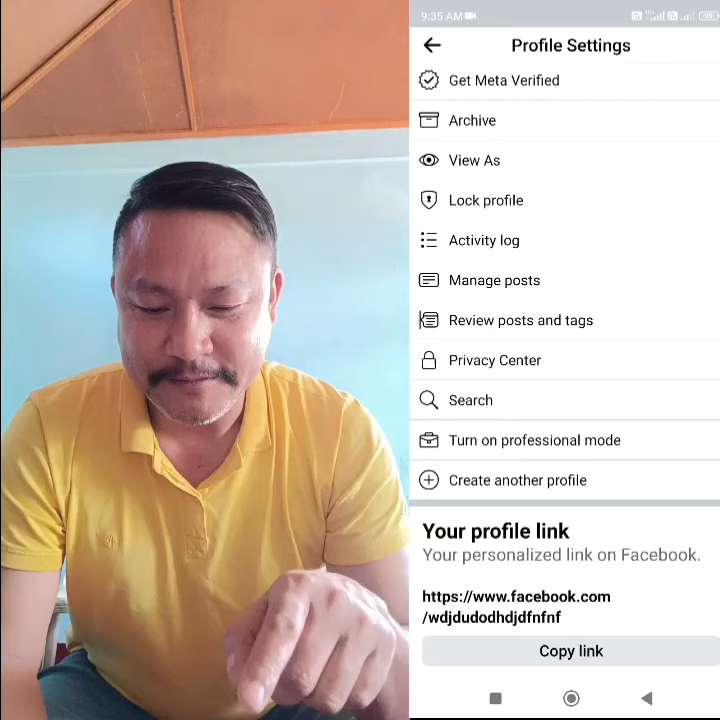 9:35 AM
Profile Settings
Get Meta Verified
Archive
View As
Lock profile
Activity log
Manage posts
Review posts and tags
Privacy Center
Search
Turn on professional mode
Create another profile
Your profile link
Your personalized link on Facebook.
https://www.facebook.com
/wdjdudodhdjdfnfnf
Copy link